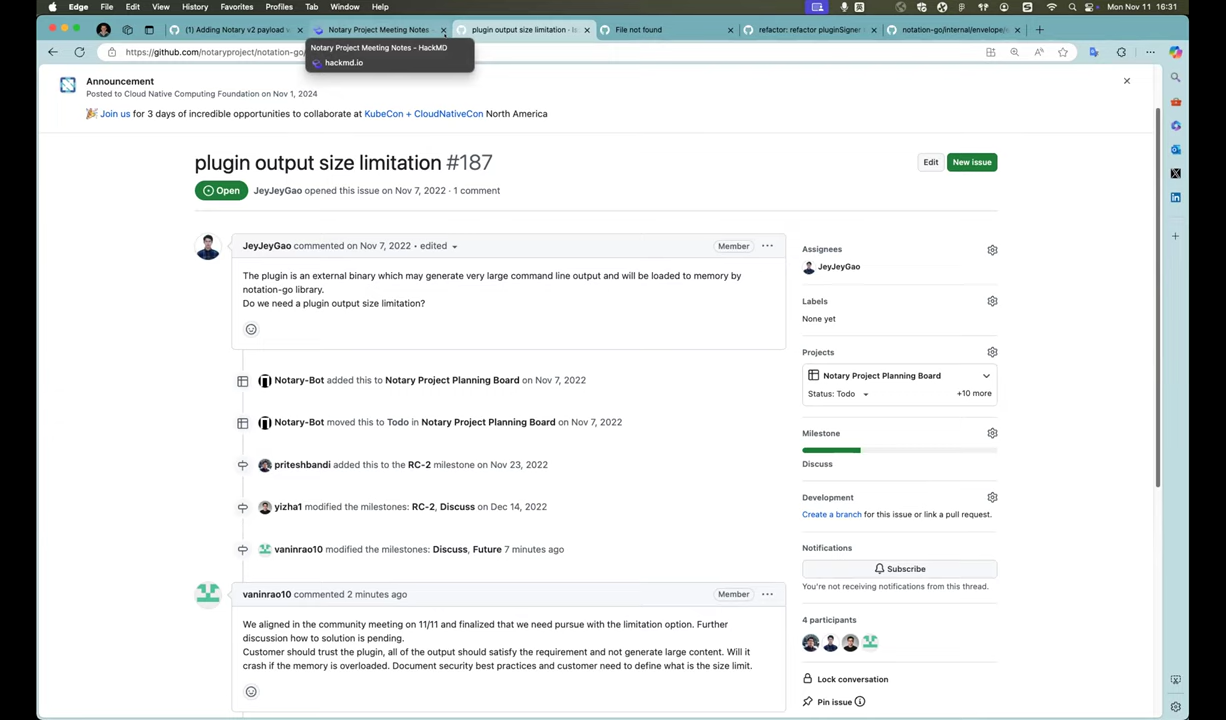 Edit View History Favorites Profiles Tab Window Help
Mon Nov 11 16:31
(1) Adding Notary v2 payload v
Notary Project Meeting Notes -
plugin output size limitation · Is
File not found
refactor: refactor pluginSigner
notation-go/internal/envelope/e
https://github.com/notaryproject/notation-go/
Notary Project Meeting Notes - HackMD
hackmd.io
Announcement
Posted to Cloud Native Computing Foundation on Nov 1, 2024
🎉 Join us for 3 days of incredible opportunities to collaborate at KubeCon + CloudNativeCon North America
plugin output size limitation #187
Edit
New issue
Open
JeyJeyGao opened this issue on Nov 7, 2022 · 1 comment
JeyJeyGao commented on Nov 7, 2022 • edited
Member
The plugin is an external binary which may generate very large command line output and will be loaded to memory by
notation-go library.
Do we need a plugin output size limitation?
Notary-Bot added this to Notary Project Planning Board on Nov 7, 2022
Notary-Bot moved this to Todo in Notary Project Planning Board on Nov 7, 2022
priteshbandi added this to the RC-2 milestone on Nov 23, 2022
yizha1 modified the milestones: RC-2, Discuss on Dec 14, 2022
vaninrao10 modified the milestones: Discuss, Future 7 minutes ago
vaninrao10 commented 2 minutes ago
Member
We aligned in the community meeting on 11/11 and finalized that we need pursue with the limitation option. Further
discussion how to solution is pending.
Customer should trust the plugin, all of the output should satisfy the requirement and not generate large content. Will it
crash if the memory is overloaded. Document security best practices and customer need to define what is the size limit.
Assignees
JeyJeyGao
Labels
None yet
Projects
Notary Project Planning Board
Status: Todo
+10 more
Milestone
Discuss
Development
Create a branch for this issue or link a pull request.
Notifications
Subscribe
You're not receiving notifications from this thread.
4 participants
Lock conversation
Pin issue